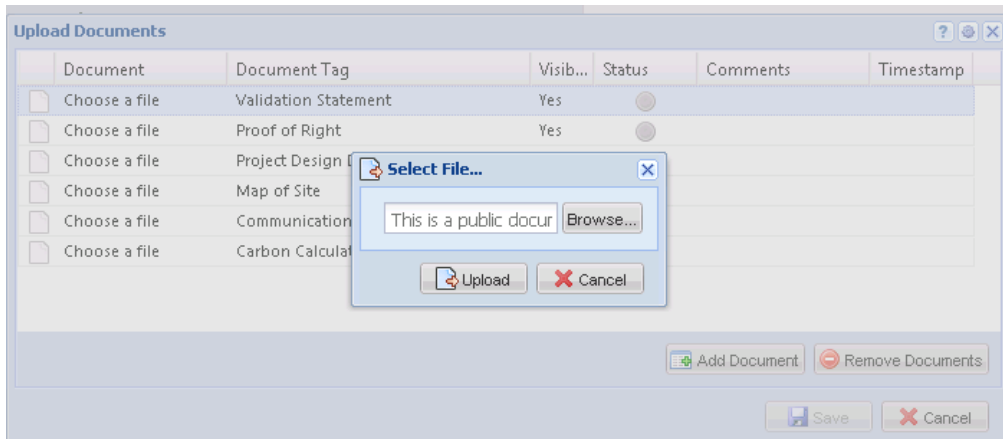 Upload Documents
Document Document Tag Visib... Status Comments Timestamp
Choose a file Validation Statement Yes
Choose a file Proof of Right Yes
Choose a file Project Design
Choose a file Map of Site
Choose a file Communication
Choose a file Carbon
Select File...
This is a public Browse...
Upload Cancel
Add Document Remove Documents
Save Cancel